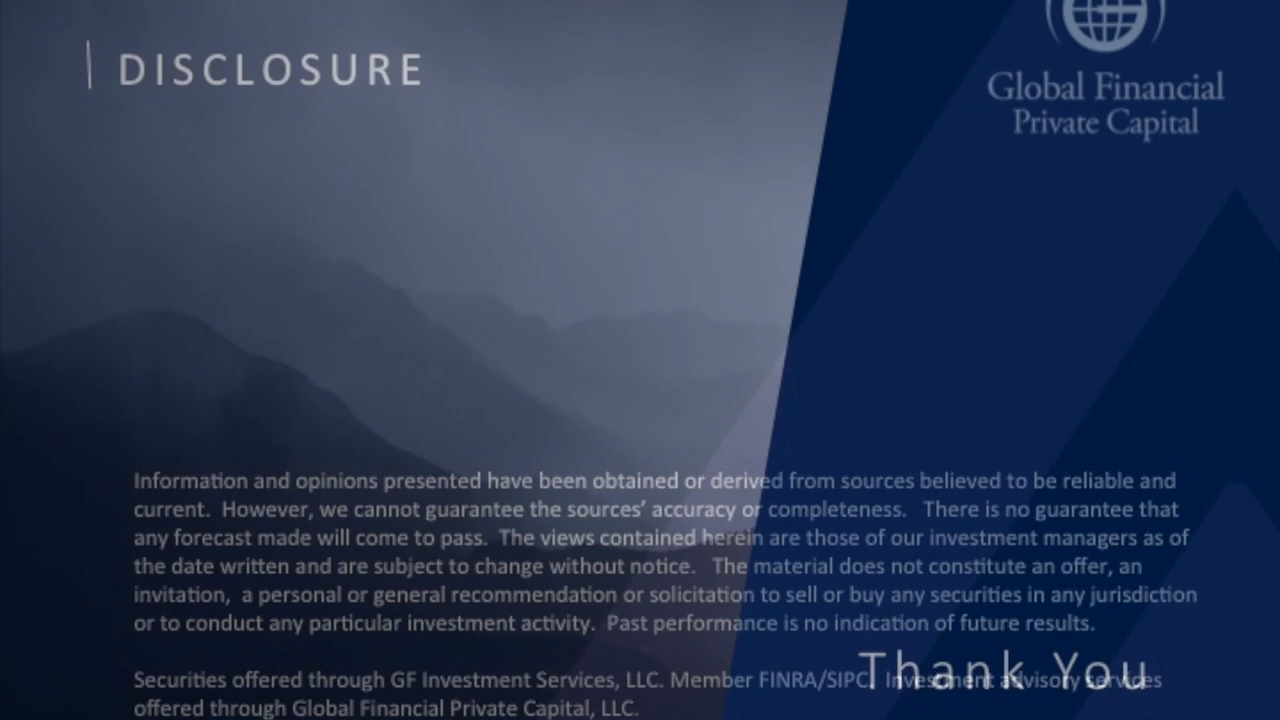 DISCLOSURE
Global Financial
Private Capital
Information and opinions presented have been obtained or derived from sources believed to be reliable and
current. However, we cannot guarantee the sources’ accuracy or completeness. There is no guarantee that
any forecast made will come to pass. The views contained herein are those of our investment managers as of
the date written and are subject to change without notice. The material does not constitute an offer, an
invitation, a personal or general recommendation or solicitation to sell or buy any securities in any jurisdiction
or to conduct any particular investment activity. Past performance is no indication of future results.
Thank You
Securities offered through GF Investment Services, LLC. Member FINRA/SIPC. Investment advisory services
offered through Global Financial Private Capital, LLC.